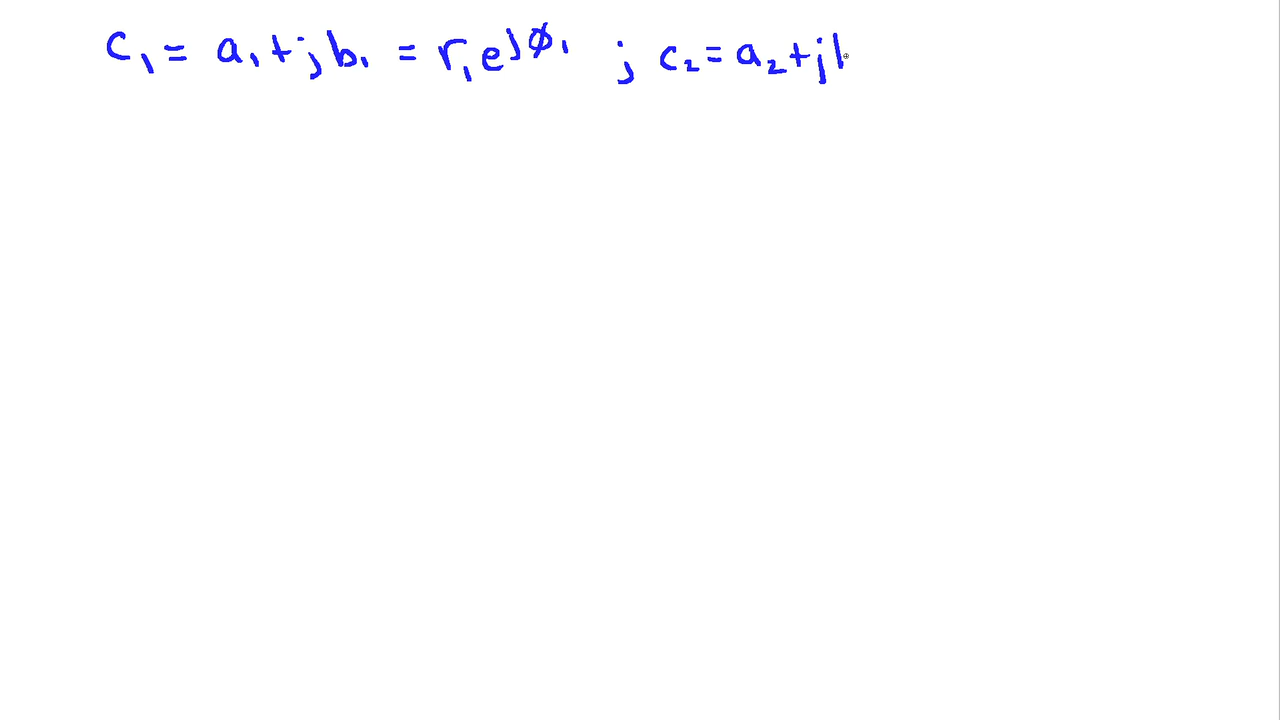 c₁ = a₁ + jb₁ = r₁e^{jφ₁} ; c₂ = a₂ + j